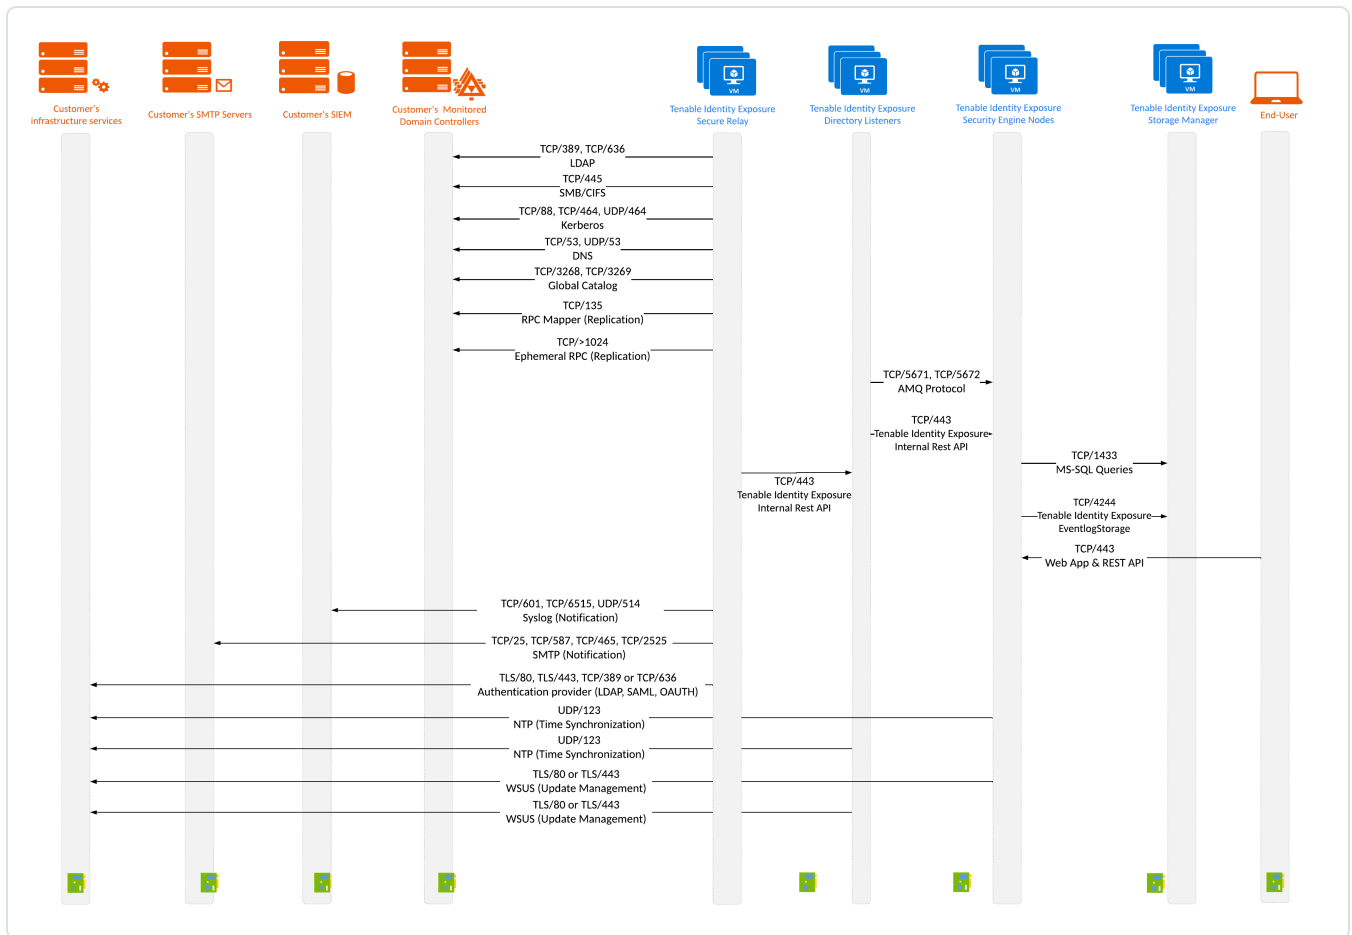 Customer's
infrastructure services
Customer's SMTP Servers
Customer's SIEM
Customer's Monitored
Domain Controllers
VM
Tenable Identity Exposure
Secure Relay
VM
Tenable Identity Exposure
Directory Listeners
VM
Tenable Identity Exposure
Security Engine Nodes
VM
Tenable Identity Exposure
Storage Manager
End-User
TCP/389, TCP/636
LDAP
TCP/445
SMB/CIFS
TCP/88, TCP/464, UDP/464
Kerberos
TCP/53, UDP/53
DNS
TCP/3268, TCP/3269
Global Catalog
TCP/135
RPC Mapper (Replication)
TCP/>1024
Ephemeral RPC (Replication)
TCP/5671, TCP/5672
AMQ Protocol
TCP/443
Tenable Identity Exposure
Internal Rest API
TCP/1433
MS-SQL Queries
TCP/443
Tenable Identity Exposure
Internal Rest API
TCP/4244
Tenable Identity Exposure
EventlogStorage
TCP/443
Web App & REST API
TCP/601, TCP/6515, UDP/514
Syslog (Notification)
TCP/25, TCP/587, TCP/465, TCP/2525
SMTP (Notification)
TLS/80, TLS/443, TCP/389 or TCP/636
Authentication provider (LDAP, SAML, OAUTH)
UDP/123
NTP (Time Synchronization)
UDP/123
NTP (Time Synchronization)
TLS/80 or TLS/443
WSUS (Update Management)
TLS/80 or TLS/443
WSUS (Update Management)